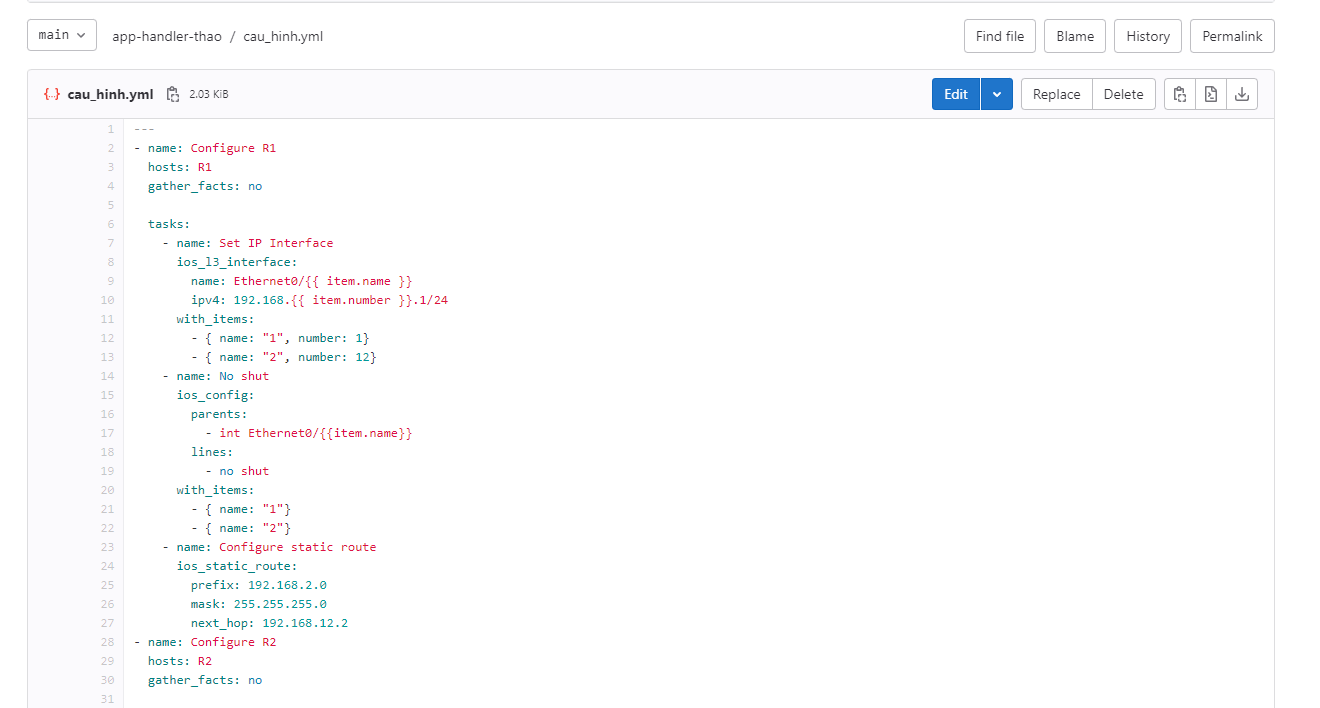 main
app-handler-thao / cau_hinh.yml
Find file
Blame
History
Permalink
{..} cau_hinh.yml 2.03 KiB
Edit
Replace
Delete
1 ---
2 - name: Configure R1
3   hosts: R1
4   gather_facts: no
5
6   tasks:
7     - name: Set IP Interface
8       ios_l3_interface:
9         name: Ethernet0/{{ item.name }}
10         ipv4: 192.168.{{ item.number }}.1/24
11       with_items:
12         - { name: "1", number: 1}
13         - { name: "2", number: 12}
14     - name: No shut
15       ios_config:
16         parents:
17           - int Ethernet0/{{item.name}}
18         lines:
19           - no shut
20       with_items:
21         - { name: "1"}
22         - { name: "2"}
23     - name: Configure static route
24       ios_static_route:
25         prefix: 192.168.2.0
26         mask: 255.255.255.0
27         next_hop: 192.168.12.2
28 - name: Configure R2
29   hosts: R2
30   gather_facts: no
31